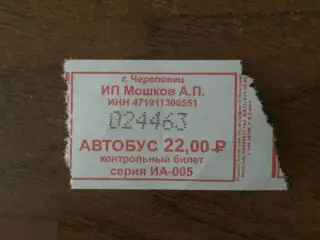 г. Череповец
ИП Мошков А.П.
ИНН 471911366551
024463
АВТОБУС 22,00 ₽
контрольный билет
серия ИА-005